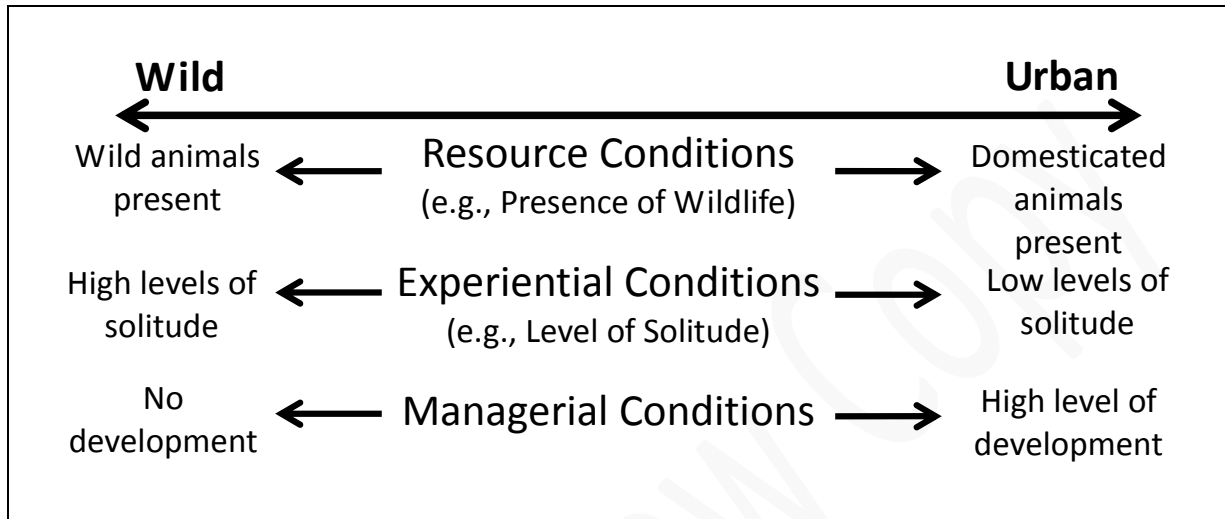 Wild
Urban
Wild animals
present
Resource Conditions
(e.g., Presence of Wildlife)
Domesticated
animals
present
High levels of
solitude
Experiential Conditions
(e.g., Level of Solitude)
Low levels of
solitude
No
development
Managerial Conditions
High level of
development
w Copy